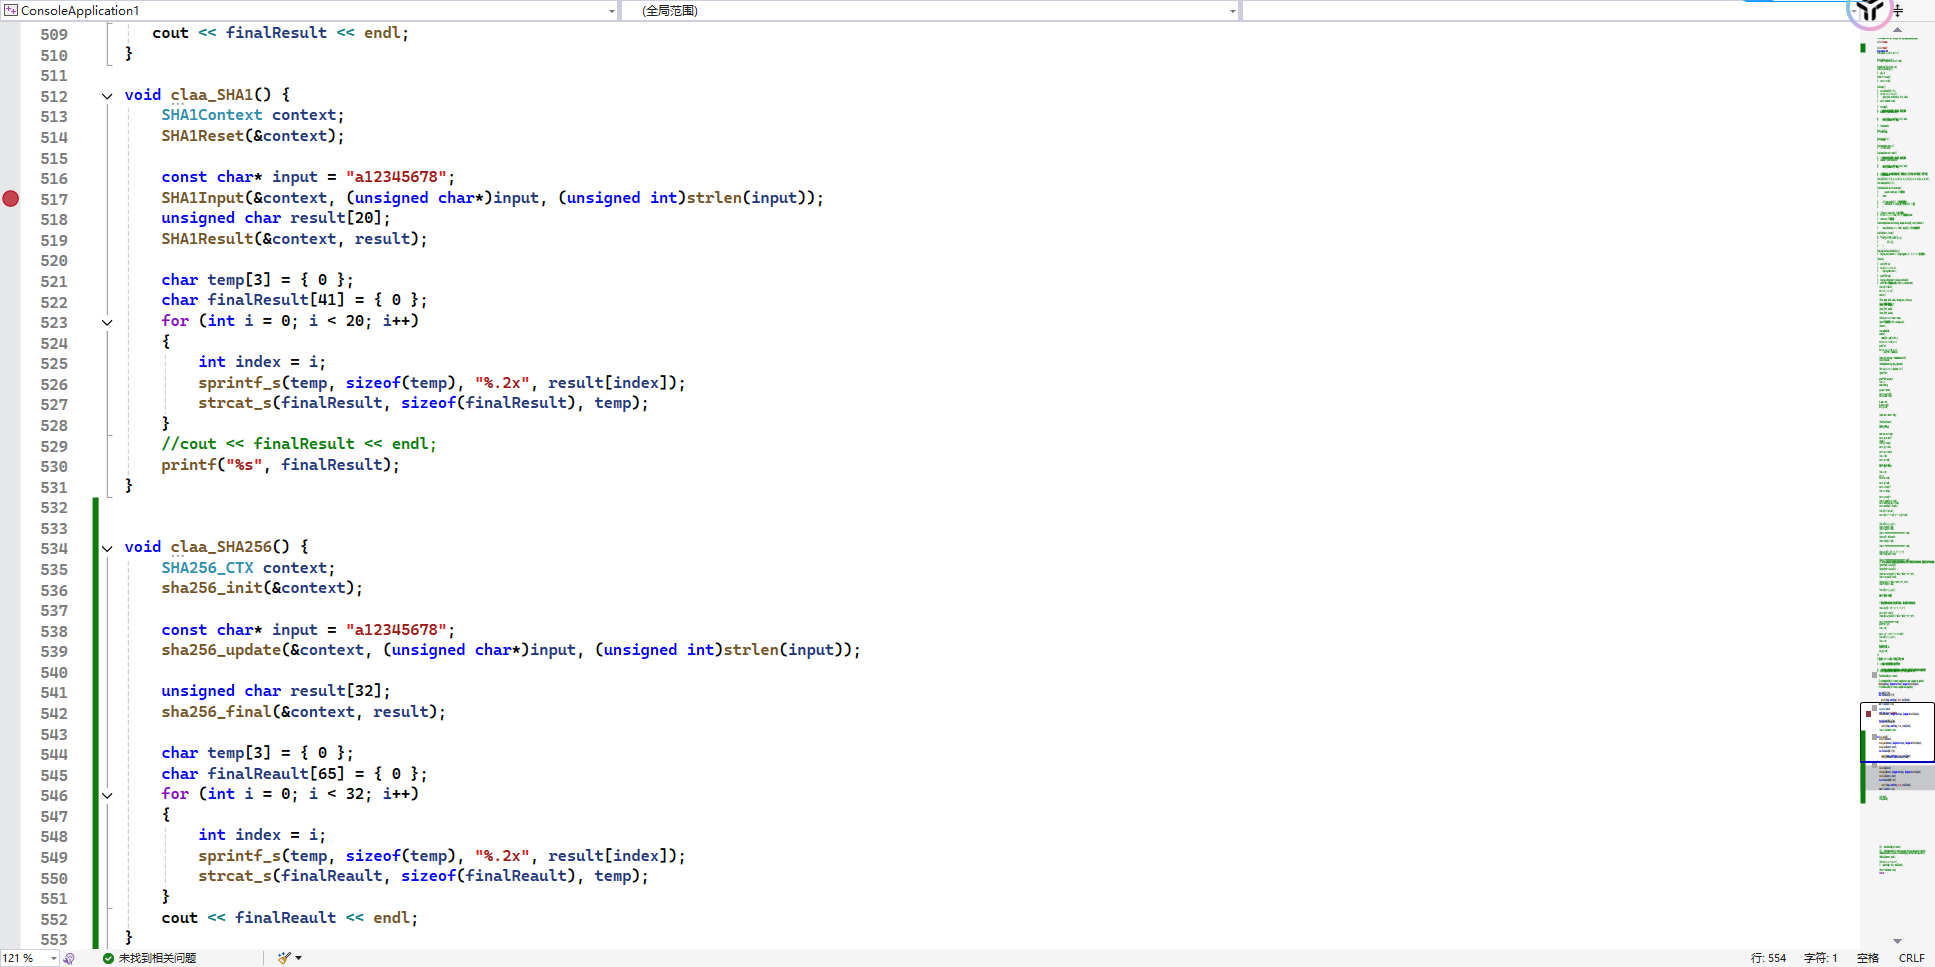 ConsoleApplication1 (全局范围)
509 cout << finalResult << endl;
510 }
511
512 void claa_SHA1() {
513 SHA1Context context;
514 SHA1Reset(&context);
515
516 const char* input = "a12345678";
517 SHA1Input(&context, (unsigned char*)input, (unsigned int)strlen(input));
518 unsigned char result[20];
519 SHA1Result(&context, result);
520
521 char temp[3] = { 0 };
522 char finalResult[41] = { 0 };
523 for (int i = 0; i < 20; i++)
524 {
525 int index = i;
526 sprintf_s(temp, sizeof(temp), "%.2x", result[index]);
527 strcat_s(finalResult, sizeof(finalResult), temp);
528 }
529 //cout << finalResult << endl;
530 printf("%s", finalResult);
531 }
532
533
534 void claa_SHA256() {
535 SHA256_CTX context;
536 sha256_init(&context);
537
538 const char* input = "a12345678";
539 sha256_update(&context, (unsigned char*)input, (unsigned int)strlen(input));
540
541 unsigned char result[32];
542 sha256_final(&context, result);
543
544 char temp[3] = { 0 };
545 char finalReault[65] = { 0 };
546 for (int i = 0; i < 32; i++)
547 {
548 int index = i;
549 sprintf_s(temp, sizeof(temp), "%.2x", result[index]);
550 strcat_s(finalReault, sizeof(finalReault), temp);
551 }
552 cout << finalReault << endl;
553 }
121 % 未找到相关问题 行: 554 字符: 1 空格 CRLF